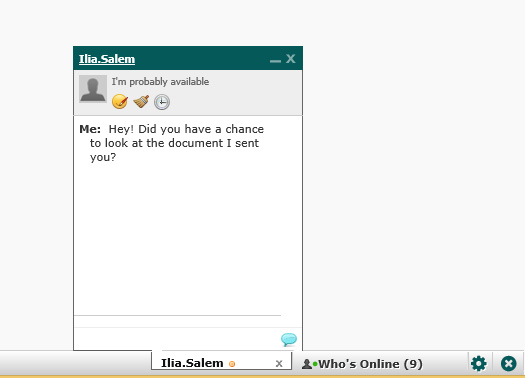 Ilia.Salem
I'm probably available
Me: Hey! Did you have a chance
to look at the document I sent
you?
Ilia.Salem x Who's Online (9)